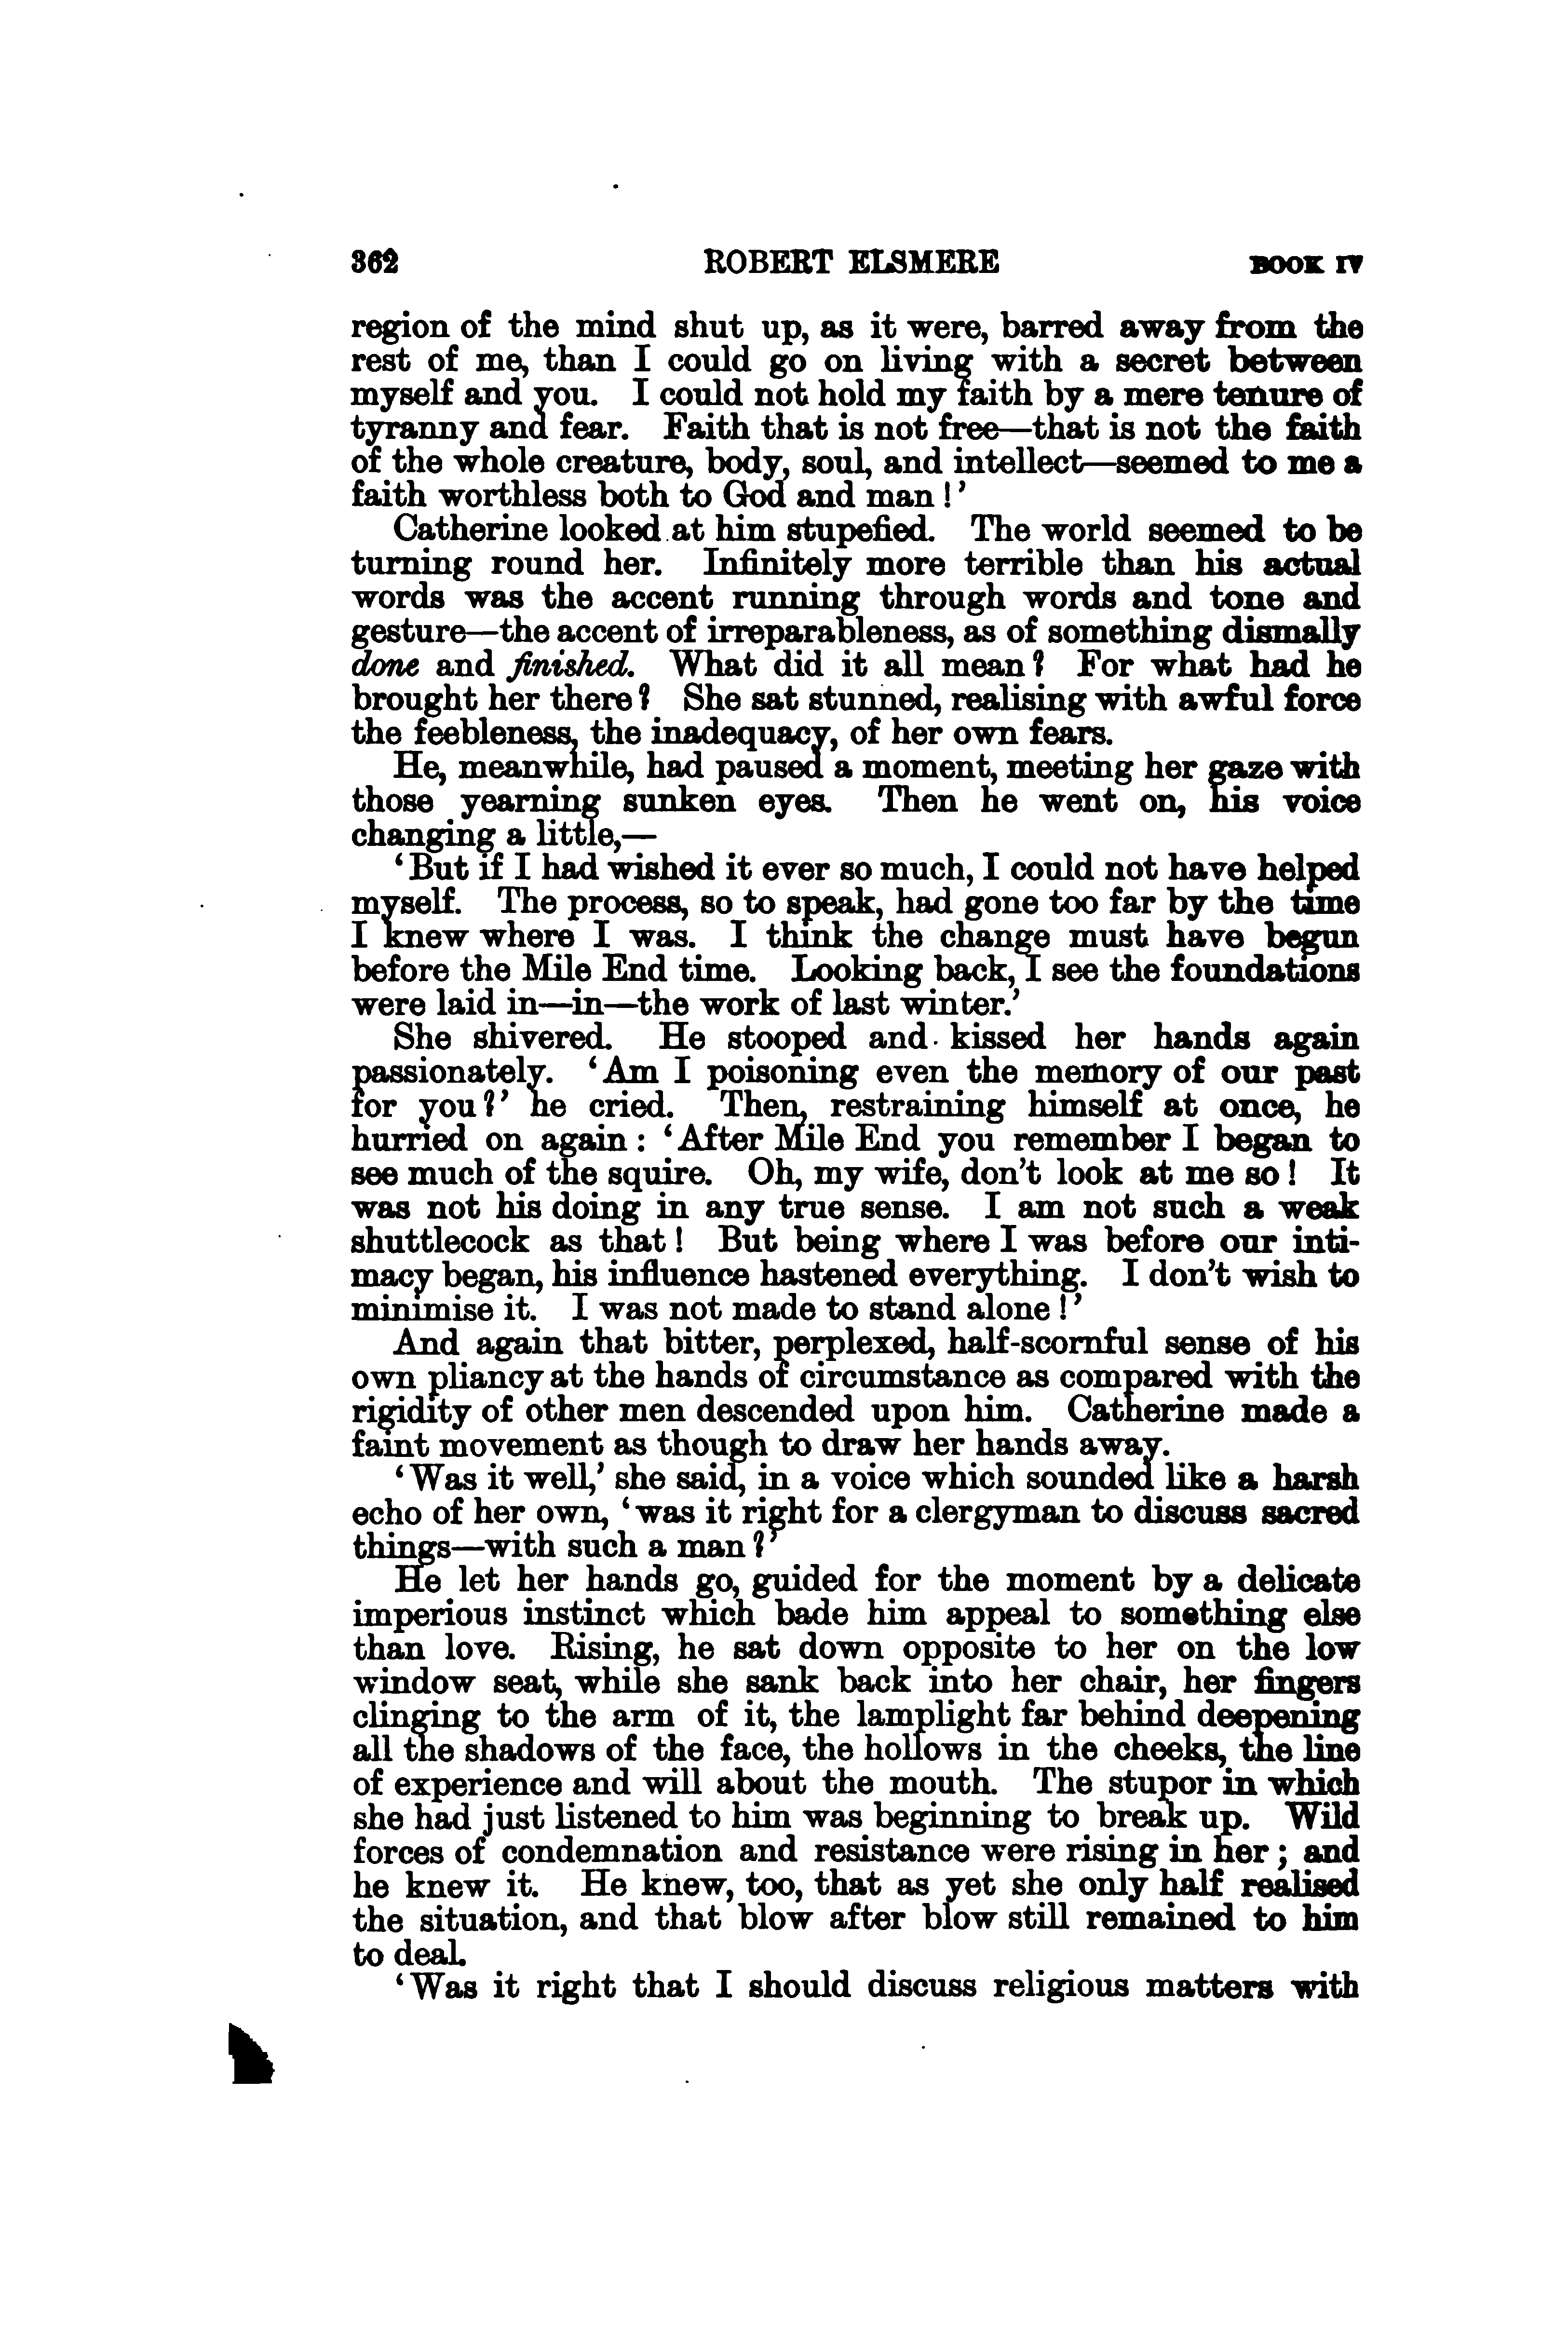 362 ROBERT ELSMERE BOOK IV
region of the mind shut up, as it were, barred away from the
rest of me, than I could go on living with a secret between
myself and you. I could not hold my faith by a mere tenure of
tyranny and fear. Faith that is not free—that is not the faith
of the whole creature, body, soul, and intellect—seemed to me a
faith worthless both to God and man!'
Catherine looked at him stupefied. The world seemed to be
turning round her. Infinitely more terrible than his actual
words was the accent running through words and tone and
gesture—the accent of irreparableness, as of something dismally
done and finished. What did it all mean? For what had he
brought her there? She sat stunned, realising with awful force
the feebleness, the inadequacy, of her own fears.
He, meanwhile, had paused a moment, meeting her gaze with
those yearning sunken eyes. Then he went on, his voice
changing a little,—
'But if I had wished it ever so much, I could not have helped
myself. The process, so to speak, had gone too far by the time
I knew where I was. I think the change must have begun
before the Mile End time. Looking back, I see the foundations
were laid in—in—the work of last winter.'
She shivered. He stooped and kissed her hands again
passionately. 'Am I poisoning even the memory of our past
for you?' he cried. Then, restraining himself at once, he
hurried on again: 'After Mile End you remember I began to
see much of the squire. Oh, my wife, don't look at me so! It
was not his doing in any true sense. I am not such a weak
shuttlecock as that! But being where I was before our inti-
macy began, his influence hastened everything. I don't wish to
minimise it. I was not made to stand alone!'
And again that bitter, perplexed, half-scornful sense of his
own pliancy at the hands of circumstance as compared with the
rigidity of other men descended upon him. Catherine made a
faint movement as though to draw her hands away.
'Was it well,' she said, in a voice which sounded like a harsh
echo of her own, 'was it right for a clergyman to discuss sacred
things—with such a man?'
He let her hands go, guided for the moment by a delicate
imperious instinct which bade him appeal to something else
than love. Rising, he sat down opposite to her on the low
window seat, while she sank back into her chair, her fingers
clinging to the arm of it, the lamplight far behind deepening
all the shadows of the face, the hollows in the cheeks, the line
of experience and will about the mouth. The stupor in which
she had just listened to him was beginning to break up. Wild
forces of condemnation and resistance were rising in her; and
he knew it. He knew, too, that as yet she only half realised
the situation, and that blow after blow still remained to him
to deal.
'Was it right that I should discuss religious matters with